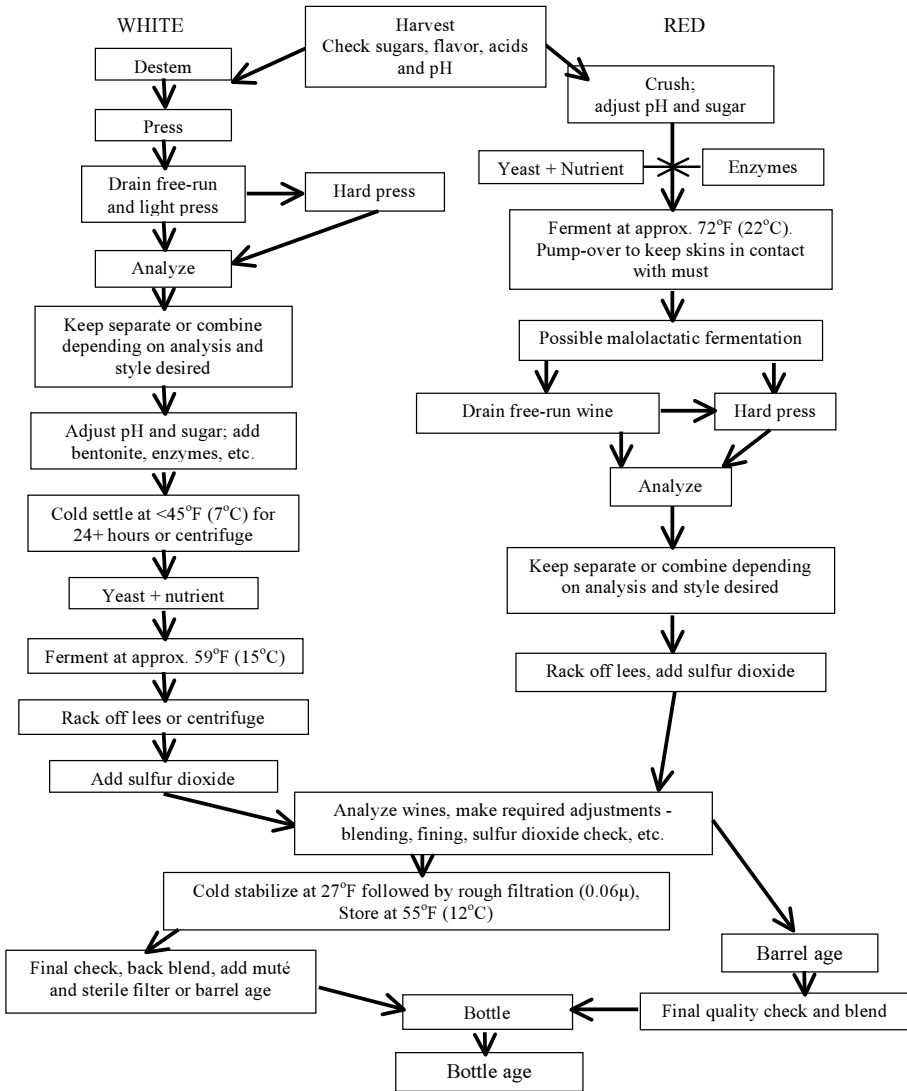 WHITE
RED
Harvest
Check sugars, flavor, acids
and pH
Destem
Press
Drain free-run
and light press
Hard press
Analyze
Keep separate or combine
depending on analysis and
style desired
Adjust pH and sugar; add
bentonite, enzymes, etc.
Cold settle at <45°F (7°C) for
24+ hours or centrifuge
Yeast + nutrient
Ferment at approx. 59°F (15°C)
Rack off lees or centrifuge
Add sulfur dioxide
Crush;
adjust pH and sugar
Yeast + Nutrient
Enzymes
Ferment at approx. 72°F (22°C).
Pump-over to keep skins in contact
with must
Possible malolactatic fermentation
Drain free-run wine
Hard press
Analyze
Keep separate or combine depending
on analysis and style desired
Rack off lees, add sulfur dioxide
Analyze wines, make required adjustments -
blending, fining, sulfur dioxide check, etc.
Cold stabilize at 27°F followed by rough filtration (0.06µ),
Store at 55°F (12°C)
Final check, back blend, add muté
and sterile filter or barrel age
Barrel age
Final quality check and blend
Bottle
Bottle age